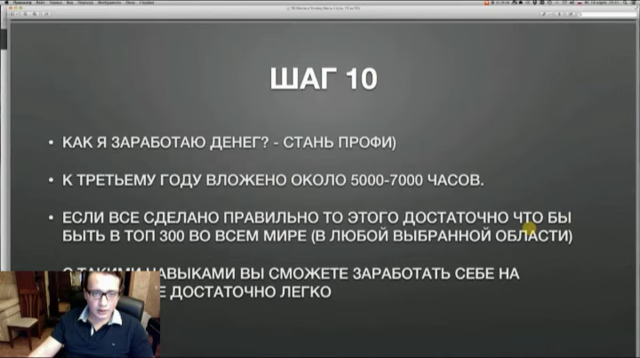 ШАГ 10
• КАК Я ЗАРАБОТАЮ ДЕНЕГ? - СТАНЬ ПРОФИ)
• К ТРЕТЬЕМУ ГОДУ ВЛОЖЕНО ОКОЛО 5000-7000 ЧАСОВ.
• ЕСЛИ ВСЕ СДЕЛАНО ПРАВИЛЬНО ТО ЭТОГО ДОСТАТОЧНО ЧТО БЫ
БЫТЬ В ТОП 300 ВО ВСЕМ МИРЕ (В ЛЮБОЙ ВЫБРАННОЙ ОБЛАСТИ)
ВЫ СМОЖЕТЕ ЗАРАБОТАТЬ СЕБЕ НА
ДОСТАТОЧНО ЛЕГКО